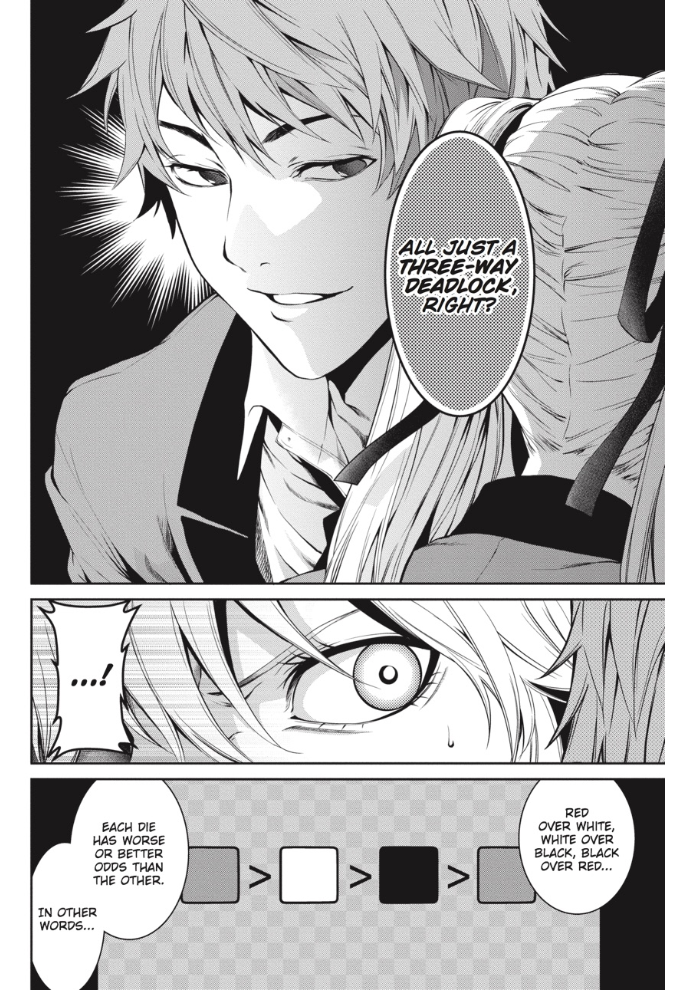 ALL JUST A
THREE-WAY
DEADLOCK,
RIGHT?
...!
RED
OVER WHITE,
WHITE OVER
BLACK, BLACK
OVER RED...
> > >
EACH DIE
HAS WORSE
OR BETTER
ODDS THAN
THE OTHER.
IN OTHER
WORDS...